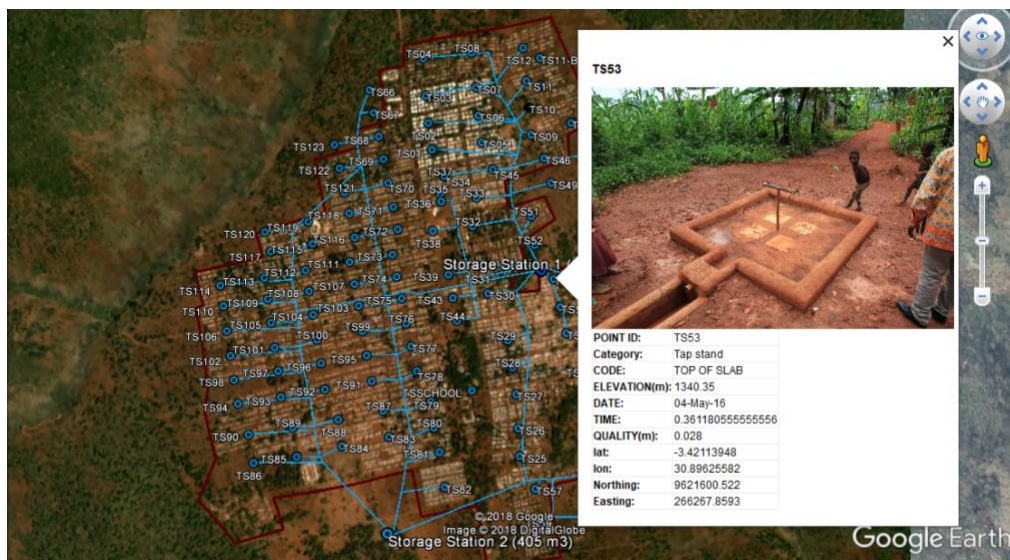 TS04
TS08
TS12
TS11-B
TS66
TS03
TS07
TS11
TS67
TS06
TS10
TS123
TS68
TS02
TS09
TS01
TS05
TS122
TS69
TS37
TS45
TS46
TS121
TS70
TS35
TS34
TS33
TS49
TS118
TS71
TS36
TS51
TS120
TS119
TS116
TS72
TS38
TS32
TS52
TS117
TS115
TS73
Storage Station 1 (
TS114
TS113
TS112
TS111
TS74
TS39
TS31
TS110
TS109
TS108
TS107
TS75
TS43
TS30
TS106
TS105
TS104
TS103
TS99
TS76
TS44
TS29
TS102
TS101
TS100
TS95
TS77
TS28
TS98
TS97
TS96
TS91
TS78
TSSCHOOL
TS94
TS93
TS92
TS87
TS79
TS27
TS90
TS89
TS88
TS83
TS80
TS26
TS86
TS85
TS84
TS81
TS25
TS82
TS57
Storage Station 2 (405 m3)
© 2018 Google
Image © 2018 DigitalGlobe
TS53
POINT ID: TS53
Category: Tap stand
CODE: TOP OF SLAB
ELEVATION(m): 1340.35
DATE: 04-May-16
TIME: 0.361180555555556
QUALITY(m): 0.028
lat: -3.42113948
lon: 30.89625582
Northing: 9621600.522
Easting: 266267.8593
Google Earth